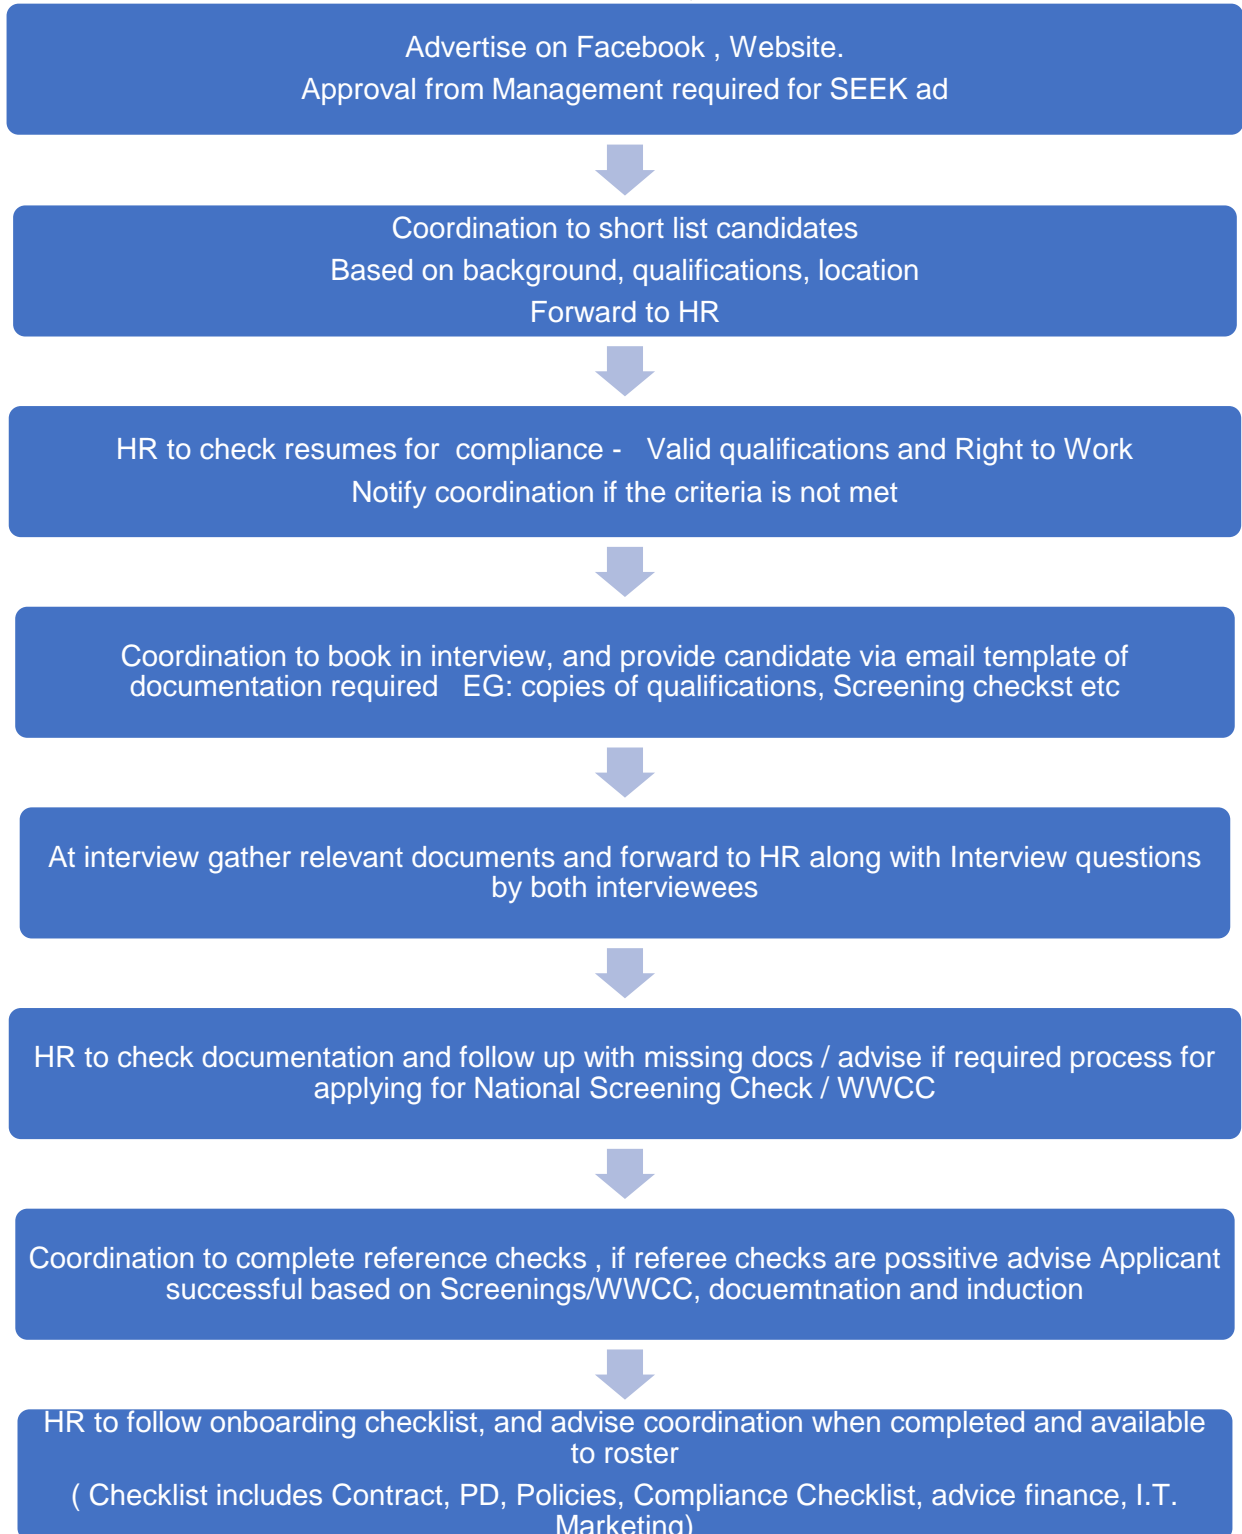 Advertise on Facebook , Website.
Approval from Management required for SEEK ad
Coordination to short list candidates
Based on background, qualifications, location
Forward to HR
HR to check resumes for  compliance -   Valid qualifications and Right to Work
Notify coordination if the criteria is not met
Coordination to book in interview, and provide candidate via email template of
documentation required   EG: copies of qualifications, Screening checkst etc
At interview gather relevant documents and forward to HR along with Interview questions
by both interviewees
HR to check documentation and follow up with missing docs / advise if required process for
applying for National Screening Check / WWCC
Coordination to complete reference checks , if referee checks are possitive advise Applicant
successful based on Screenings/WWCC, docuemtnation and induction
HR to follow onboarding checklist, and advise coordination when completed and available
to roster
( Checklist includes Contract, PD, Policies, Compliance Checklist, advice finance, I.T.
Marketing)